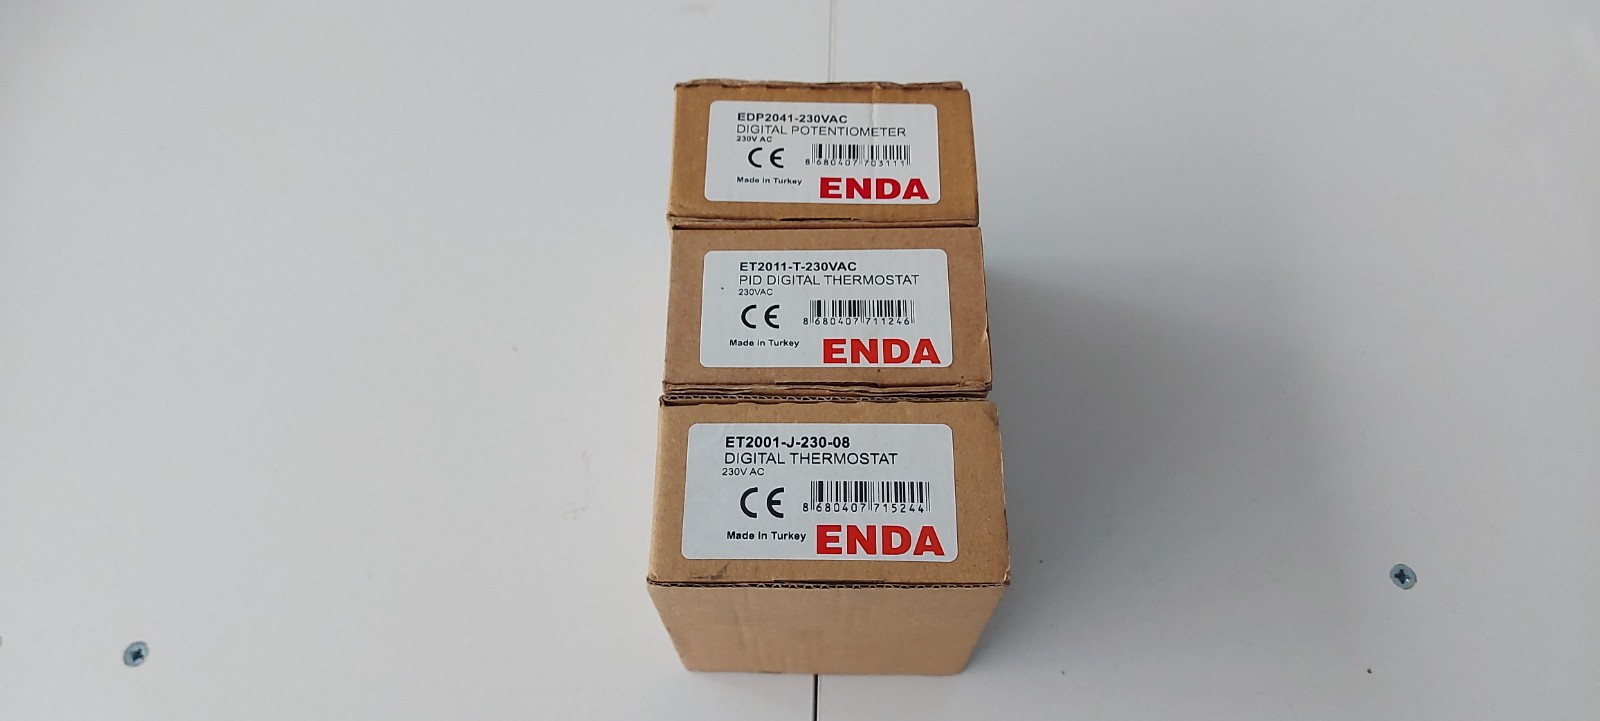 EDP2041-230VAC
DIGITAL POTENTIOMETER
230V AC
CE
8 680407 703111
Made in Turkey
ENDA
ET2011-T-230VAC
PID DIGITAL THERMOSTAT
230VAC
CE
8 680407 711246
Made in Turkey
ENDA
ET2001-J-230-08
DIGITAL THERMOSTAT
230V AC
CE
8 680407 715244
Made in Turkey
ENDA